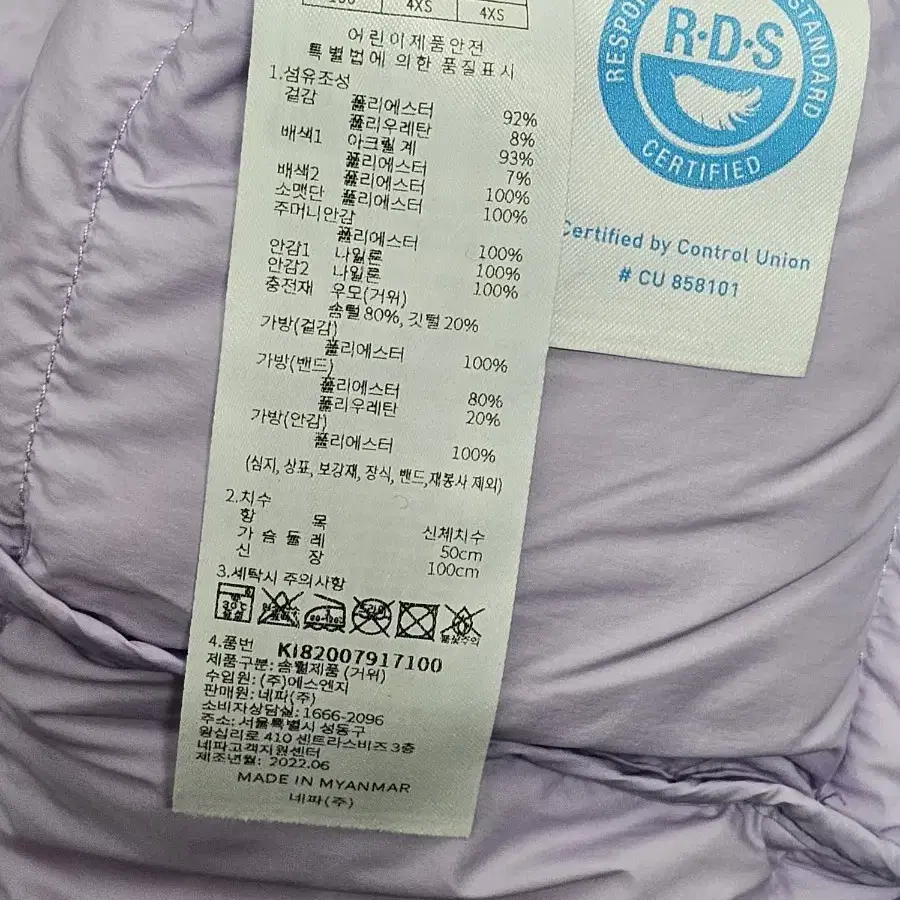 4XS 4XS
어린이제품안전
특별법에 의한 품질표시
1.섬유조성
겉감 폴리에스터 92%
폴리우레탄 8%
배색1 아크릴 계 93%
폴리에스터 7%
배색2 폴리에스터 100%
소맷단 폴리에스터 100%
주머니안감
폴리에스터 100%
안감1 나일론 100%
안감2 나일론 100%
충전재 우모(거위)
솜털 80%, 깃털 20%
가방(겉감)
폴리에스터 100%
가방(밴드)
폴리에스터 80%
폴리우레탄 20%
가방(안감)
폴리에스터 100%
(심지, 상표, 보강재, 장식, 밴드,재봉사 제외)
2.치수
항 목 신체치수
가 슴 둘 레 50cm
신 장 100cm
3.세탁시 주의사항
4.품번 KI82007917100
제품구분: 솜털제품 (거위)
수입원: (주)에스엔지
판매원: 네파(주)
소비자상담실: 1666-2096
주소: 서울특별시 성동구
왕십리로 410 센트라스비즈 3층
네파고객지원센터
제조년월: 2022.06
MADE IN MYANMAR
네파(주)
STANDARD
R·D·S
CERTIFIED
Certified by Control Union
# CU 858101